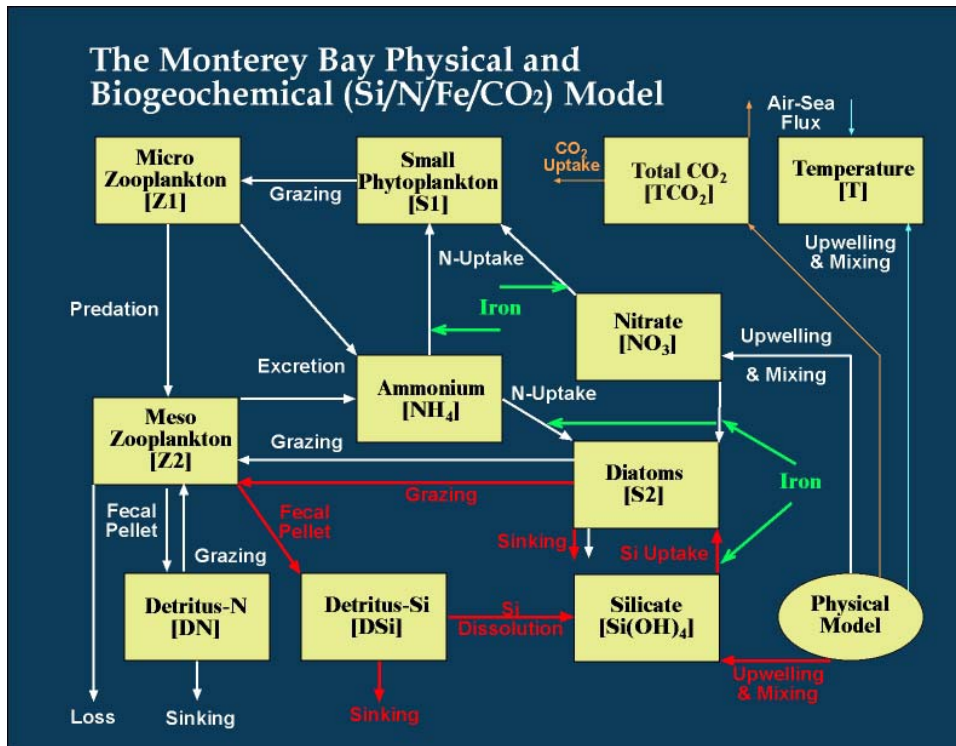 The Monterey Bay Physical and
Biogeochemical (Si/N/Fe/CO₂) Model
Air-Sea
Flux
Micro
Zooplankton
[Z1]
Grazing
Small
Phytoplankton
[S1]
CO₂
Uptake
Total CO₂
[TCO₂]
Temperature
[T]
N-Uptake
Upwelling
& Mixing
Predation
Iron
Nitrate
[NO₃]
Upwelling
& Mixing
Excretion
Ammonium
[NH₄]
N-Uptake
Meso
Zooplankton
[Z2]
Grazing
Grazing
Diatoms
[S2]
Iron
Fecal
Pellet
Fecal
Pellet
Sinking
Si Uptake
Grazing
Detritus-N
[DN]
Detritus-Si
[DSi]
Si
Dissolution
Silicate
[Si(OH)₄]
Physical
Model
Upwelling
& Mixing
Loss
Sinking
Sinking